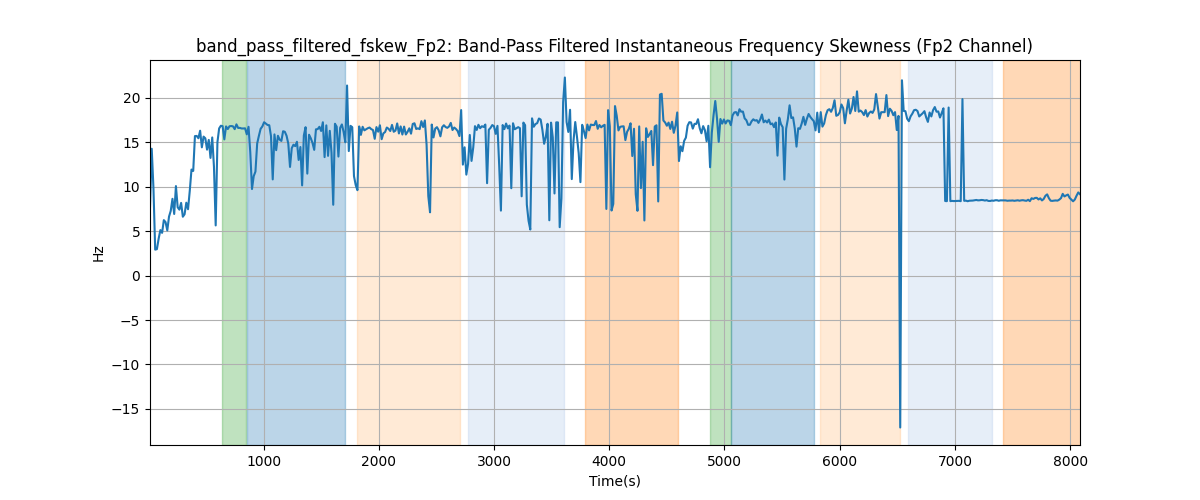 band_pass_filtered_fskew_Fp2: Band-Pass Filtered Instantaneous Frequency Skewness (Fp2 Channel)
20
15
10
5
0
−5
−10
−15
Hz
1000 2000 3000 4000 5000 6000 7000 8000
Time(s)